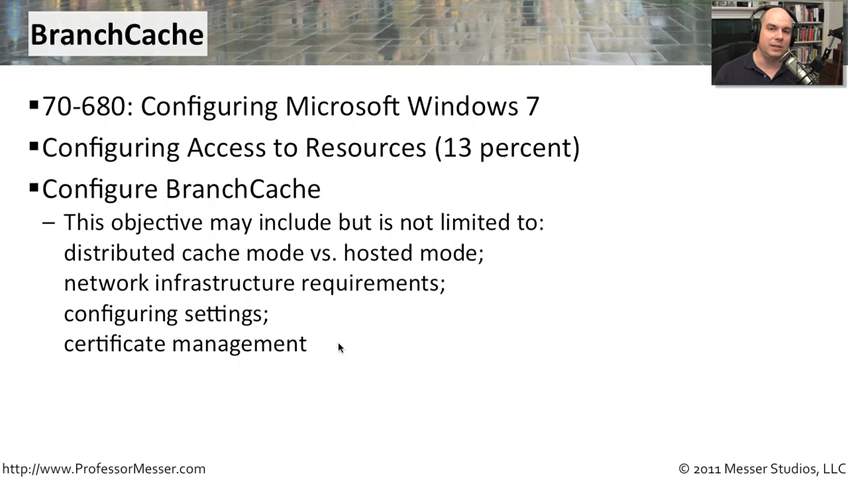 BranchCache
▪70-680: Configuring Microsoft Windows 7
▪Configuring Access to Resources (13 percent)
▪Configure BranchCache
– This objective may include but is not limited to:
distributed cache mode vs. hosted mode;
network infrastructure requirements;
configuring settings;
certificate management
http://www.ProfessorMesser.com
© 2011 Messer Studios, LLC